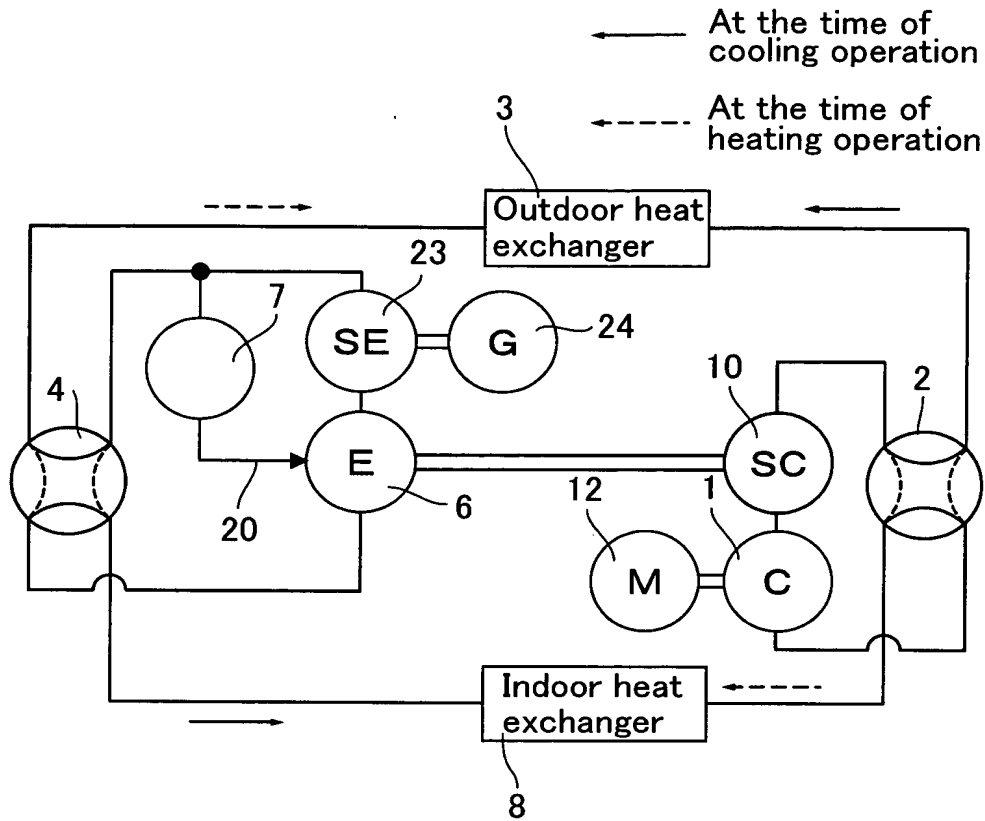 At the time of
cooling operation
At the time of
heating operation
3
Outdoor heat
exchanger
23
7
SE
G
24
4
10
2
E
SC
20
6
12
1
M
C
Indoor heat
exchanger
8